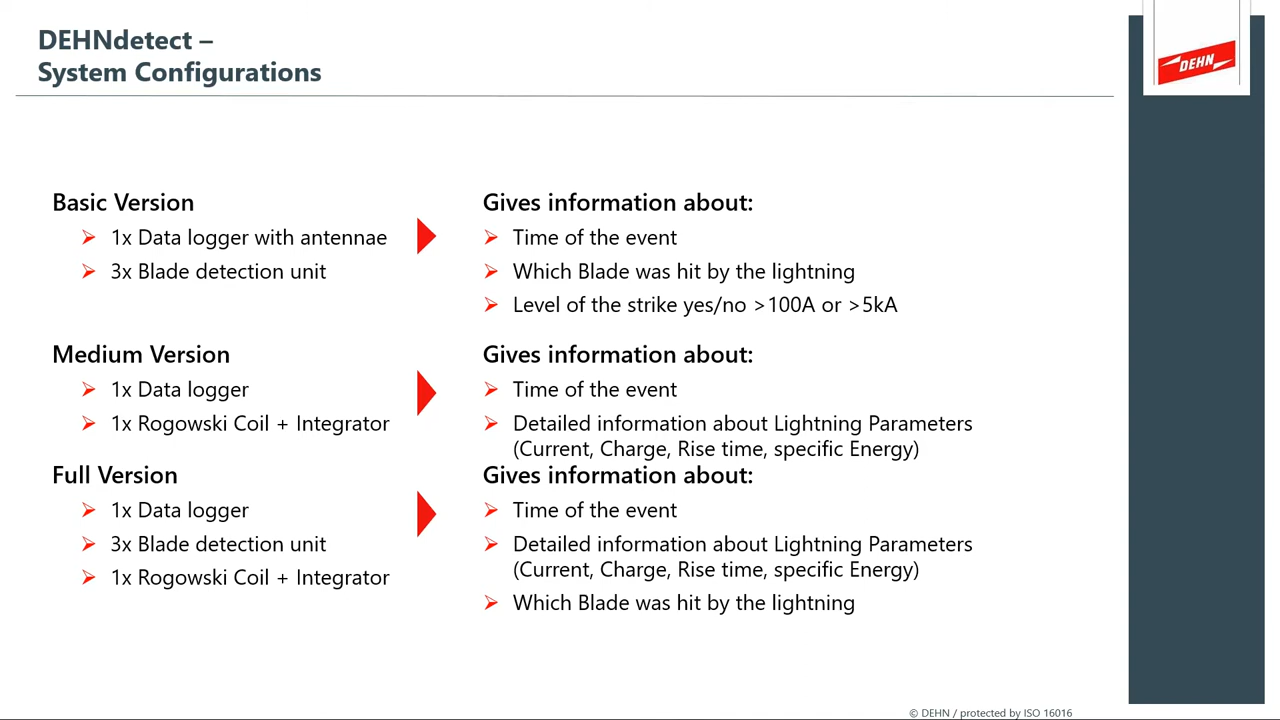 DEHNdetect –
System Configurations
DEHN
Basic Version
1x Data logger with antennae
3x Blade detection unit
Gives information about:
Time of the event
Which Blade was hit by the lightning
Level of the strike yes/no >100A or >5kA
Medium Version
1x Data logger
1x Rogowski Coil + Integrator
Gives information about:
Time of the event
Detailed information about Lightning Parameters
(Current, Charge, Rise time, specific Energy)
Full Version
1x Data logger
3x Blade detection unit
1x Rogowski Coil + Integrator
Gives information about:
Time of the event
Detailed information about Lightning Parameters
(Current, Charge, Rise time, specific Energy)
Which Blade was hit by the lightning
© DEHN / protected by ISO 16016